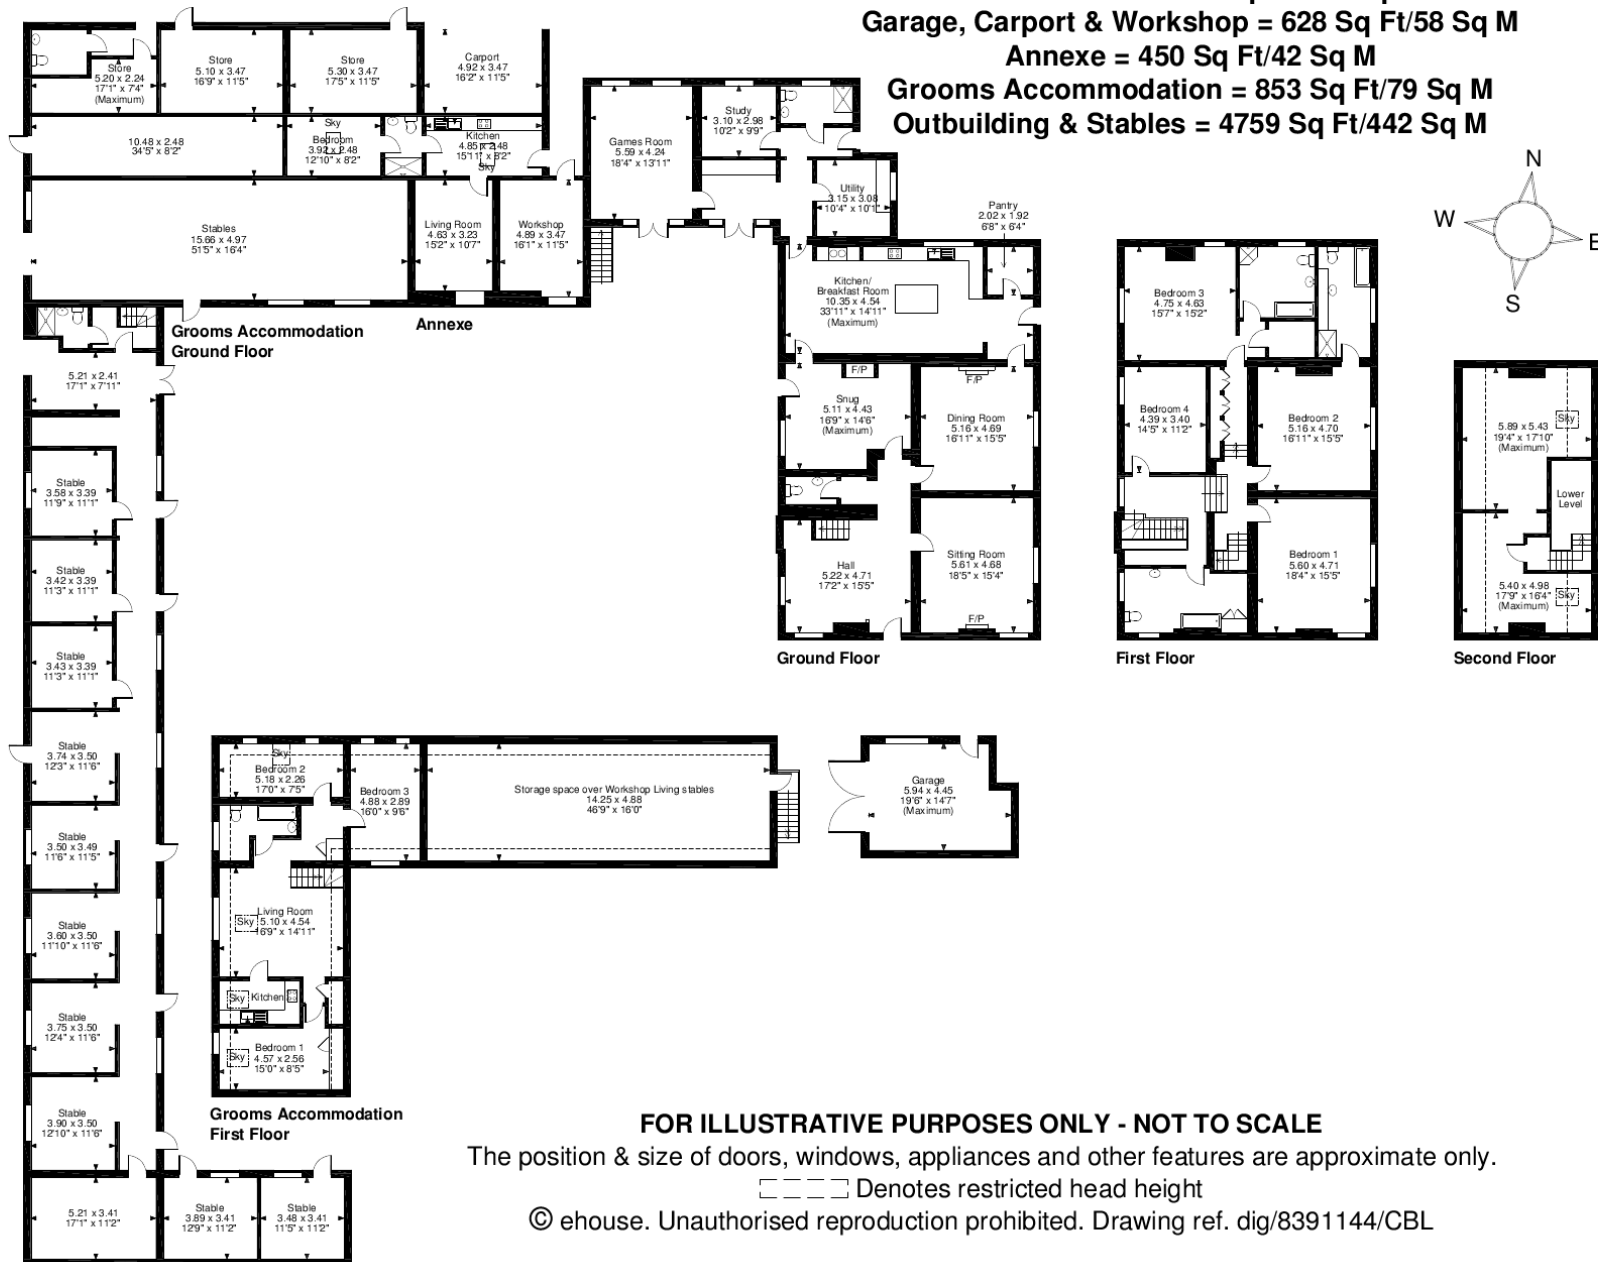 Garage, Carport & Workshop = 628 Sq Ft/58 Sq M
Annexe = 450 Sq Ft/42 Sq M
Grooms Accommodation = 853 Sq Ft/79 Sq M
Outbuilding & Stables = 4759 Sq Ft/442 Sq M
N
W
E
S
Store
5.20 x 2.24
17'1" x 7'4"
(Maximum)
Store
5.10 x 3.47
16'9" x 11'5"
Store
5.30 x 3.47
17'5" x 11'5"
Carport
4.92 x 3.47
16'2" x 11'5"
10.48 x 2.48
34'5" x 8'2"
Sky
Bedroom
3.92 x 2.48
12'10" x 8'2"
Kitchen
4.85 x 2.48
15'11" x 8'2"
Sky
Stables
15.66 x 4.97
51'5" x 16'4"
Living Room
4.63 x 3.23
15'2" x 10'7"
Workshop
4.89 x 3.47
16'1" x 11'5"
Grooms Accommodation
Ground Floor
Annexe
Games Room
5.59 x 4.24
18'4" x 13'11"
Study
3.10 x 2.98
10'2" x 9'9"
Utility
3.15 x 3.08
10'4" x 10'1"
Pantry
2.02 x 1.92
6'8" x 6'4"
Kitchen/
Breakfast Room
10.35 x 4.54
33'11" x 14'11"
(Maximum)
F/P
Snug
5.11 x 4.43
16'9" x 14'6"
(Maximum)
F/P
Dining Room
5.16 x 4.69
16'11" x 15'5"
Hall
5.22 x 4.71
17'2" x 15'5"
Sitting Room
5.61 x 4.68
18'5" x 15'4"
F/P
Ground Floor
Bedroom 3
4.75 x 4.63
15'7" x 15'2"
Bedroom 4
4.39 x 3.40
14'5" x 11'2"
Bedroom 2
5.16 x 4.70
16'11" x 15'5"
Bedroom 1
5.60 x 4.71
18'4" x 15'5"
First Floor
Sky
5.89 x 5.43
19'4" x 17'10"
(Maximum)
Lower
Level
5.40 x 4.98
17'9" x 16'4"
(Maximum)
Sky
Second Floor
5.21 x 2.41
17'1" x 7'11"
Stable
3.58 x 3.39
11'9" x 11'1"
Stable
3.42 x 3.39
11'3" x 11'1"
Stable
3.43 x 3.39
11'3" x 11'1"
Stable
3.74 x 3.50
12'3" x 11'6"
Stable
3.50 x 3.49
11'6" x 11'5"
Stable
3.60 x 3.50
11'10" x 11'6"
Stable
3.75 x 3.50
12'4" x 11'6"
Stable
3.90 x 3.50
12'10" x 11'6"
5.21 x 3.41
17'1" x 11'2"
Stable
3.89 x 3.41
12'9" x 11'2"
Stable
3.48 x 3.41
11'5" x 11'2"
Sky
Bedroom 2
5.18 x 2.26
17'0" x 7'5"
Bedroom 3
4.88 x 2.89
16'0" x 9'6"
Storage space over Workshop Living stables
14.25 x 4.88
46'9" x 16'0"
Garage
5.94 x 4.45
19'6" x 14'7"
(Maximum)
Living Room
Sky
5.10 x 4.54
16'9" x 14'11"
Sky
Kitchen
Sky
Bedroom 1
4.57 x 2.56
15'0" x 8'5"
Grooms Accommodation
First Floor
FOR ILLUSTRATIVE PURPOSES ONLY - NOT TO SCALE
The position & size of doors, windows, appliances and other features are approximate only.
Denotes restricted head height
© ehouse. Unauthorised reproduction prohibited. Drawing ref. dig/8391144/CBL